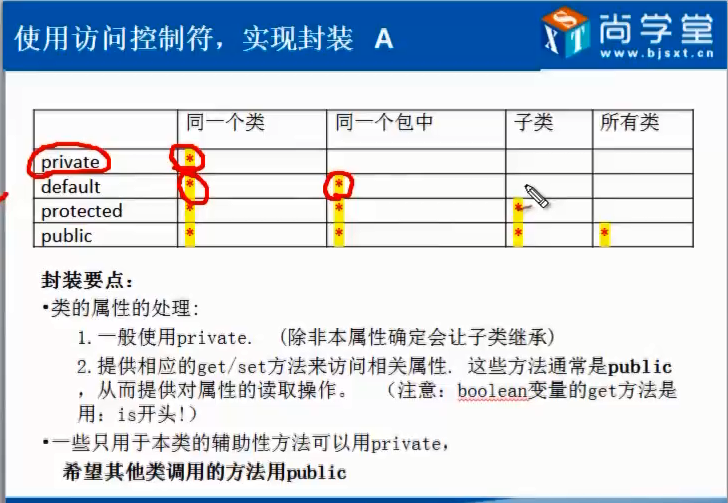 使用访问控制符，实现封装 A
SXT 尚学堂
www.bjsxt.cn
同一个类 同一个包中 子类 所有类
private *
default * *
protected * * *
public * * * *
封装要点：
•类的属性的处理:
1.一般使用private. (除非本属性确定会让子类继承)
2.提供相应的get/set方法来访问相关属性. 这些方法通常是public
，从而提供对属性的读取操作。 （注意：boolean变量的get方法是
用：is开头!）
•一些只用于本类的辅助性方法可以用private，
希望其他类调用的方法用public